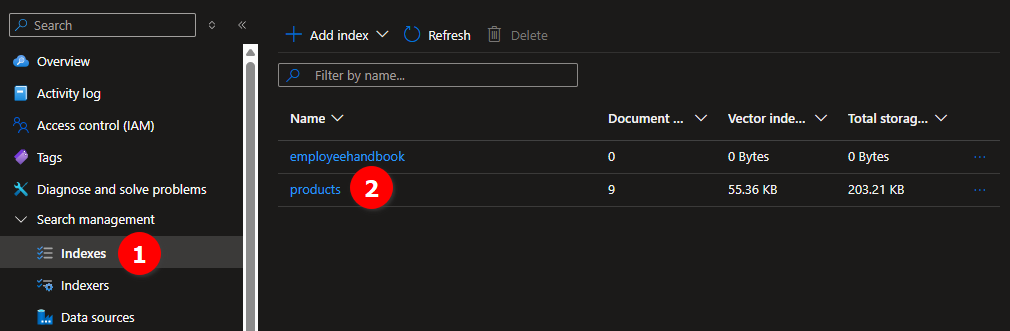 Search
Overview
Activity log
Access control (IAM)
Tags
Diagnose and solve problems
Search management
Indexes 1
Indexers
Data sources
Add index Refresh Delete
Filter by name...
Name Document ... Vector inde... Total storag...
employeehandbook 0 0 Bytes 0 Bytes ...
products 2 9 55.36 KB 203.21 KB ...